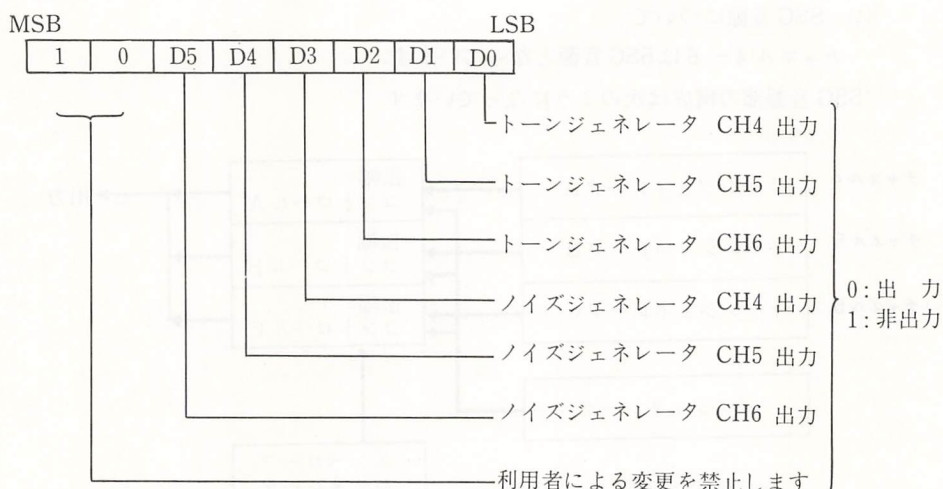 MSB LSB
1 0 D5 D4 D3 D2 D1 D0
トーンジェネレータ CH4 出力
トーンジェネレータ CH5 出力
トーンジェネレータ CH6 出力
ノイズジェネレータ CH4 出力
ノイズジェネレータ CH5 出力
ノイズジェネレータ CH6 出力
利用者による変更を禁止します
0:出 力
1:非出力